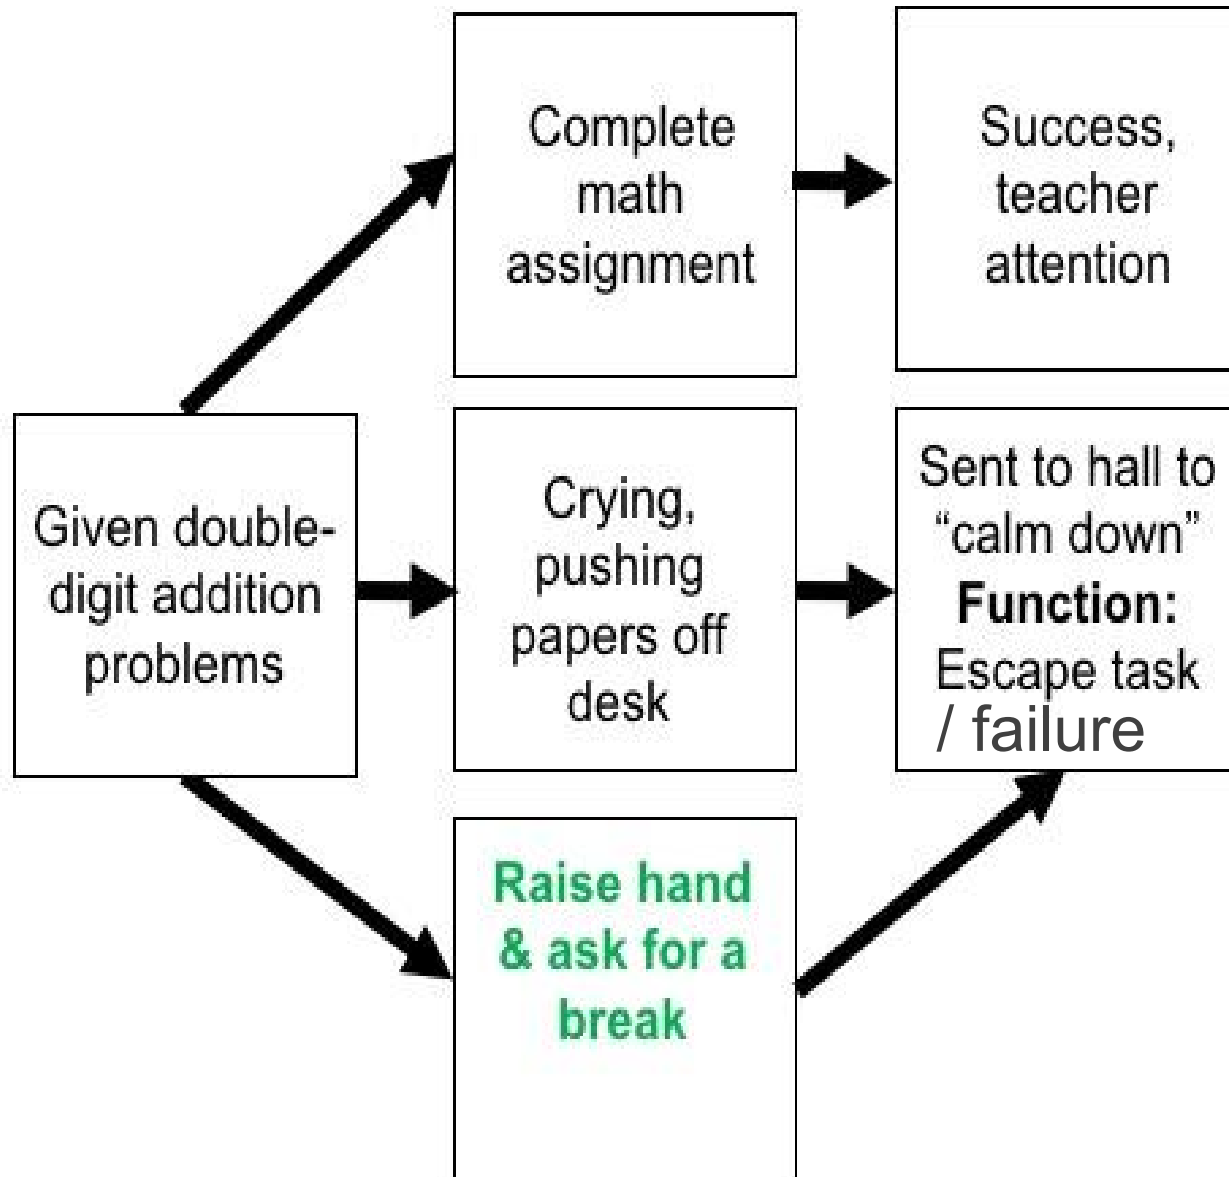 Complete
math
assignment
Success,
teacher
attention
Given double-
digit addition
problems
Crying,
pushing
papers off
desk
Sent to hall to
“calm down”
Function:
Escape task
/ failure
Raise hand
& ask for a
break